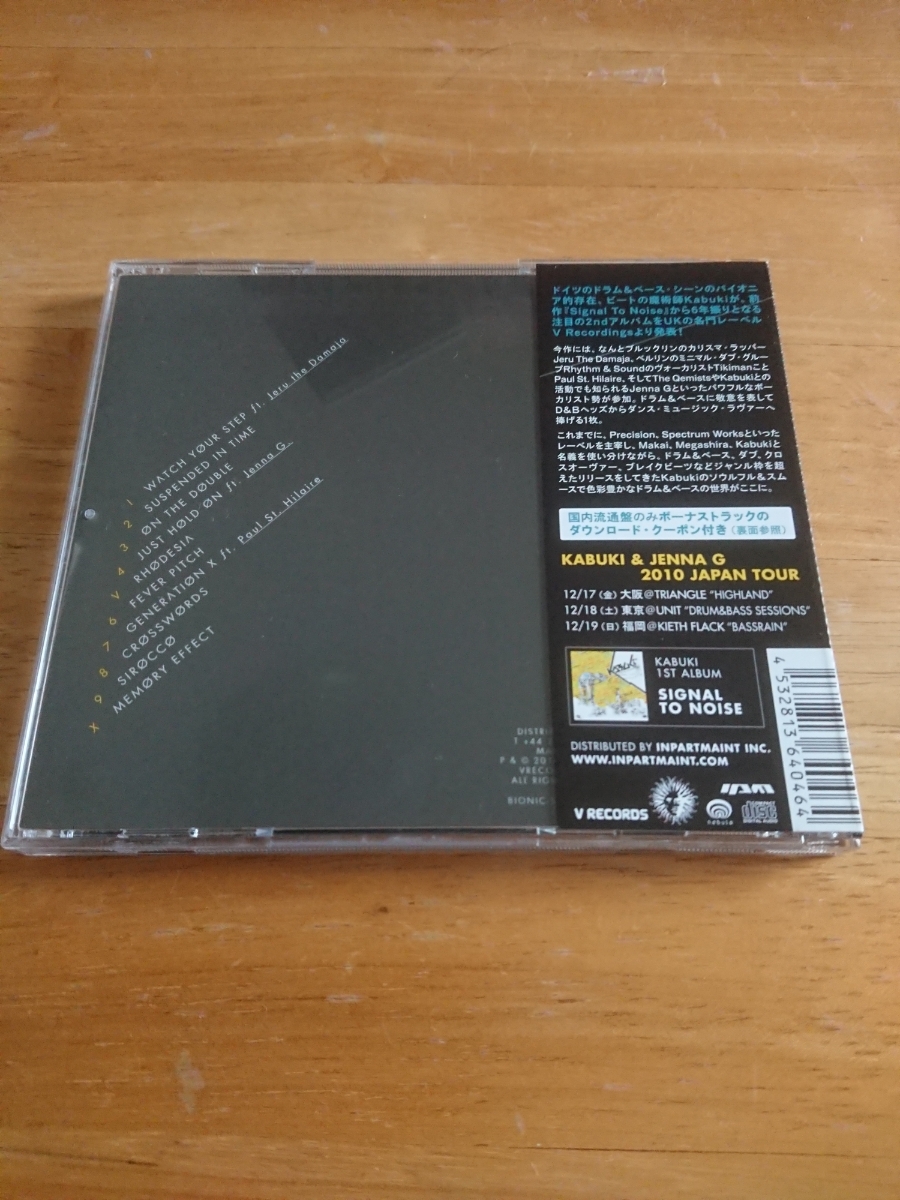 1 WATCH YØUR STEP ft. Jeru the Damaja
2 SUSPENDED IN TIME
3 ØN THE DØUBLE
4 JUST HØLD ØN ft. Jenna G.
V RHØDESIA
6 FEVER PITCH
7 GENERATIØN X ft. Paul St. Hilaire
8 CRØSSWØRDS
9 SIRØCCØ
X MEMØRY EFFECT
DISTRI
T +44
MA
P & © 201
VRECO
ALE RIGH
BIONIC
ドイツのドラム&ベース・シーンのパイオニ
ア的存在、ビートの魔術師Kabukiが、前
作『Signal To Noise』から6年振りとなる
注目の2ndアルバムをUKの名門レーベル
V Recordingsより発表!
今作には、なんとブルックリンのカリスマ・ラッパー
Jeru The Damaja、ベルリンのミニマル・ダブ・グルー
プRhythm & SoundのヴォーカリストTikimanこと
Paul St. Hilaire、そしてThe QemistsやKabukiとの
活動でも知られるJenna Gといったパワフルなボー
カリスト勢が参加。ドラム&ベースに敬意を表して
D&Bヘッズからダンス・ミュージック・ラヴァーへ
捧げる1枚。
これまでに、Precision、Spectrum Worksといった
レーベルを主宰し、Makai、Megashira、Kabukiと
名義を使い分けながら、ドラム&ベース、ダブ、クロ
スオーヴァー、ブレイクビーツなどジャンル枠を超
えたリリースをしてきたKabukiのソウルフル&スム
ースで色彩豊かなドラム&ベースの世界がここに。
国内流通盤のみボーナストラックの
ダウンロード・クーポン付き(裏面参照)
KABUKI & JENNA G
2010 JAPAN TOUR
12/17(金)大阪@TRIANGLE "HIGHLAND"
12/18(土)東京@UNIT "DRUM&BASS SESSIONS"
12/19(日)福岡@KIETH FLACK "BASSRAIN"
Kabuki
KABUKI
1ST ALBUM
SIGNAL
TO NOISE
DISTRIBUTED BY INPARTMAINT INC.
WWW.INPARTMAINT.COM
V RECORDS
nebula
IPM
COMPACT
disc
DIGITAL AUDIO
4 532813 640464